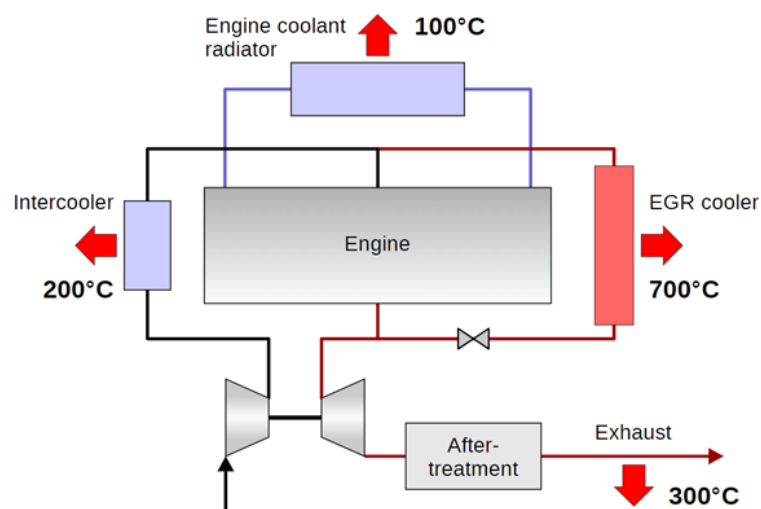 Engine coolant
radiator
100°C
Intercooler
200°C
Engine
EGR cooler
700°C
After-
treatment
Exhaust
300°C